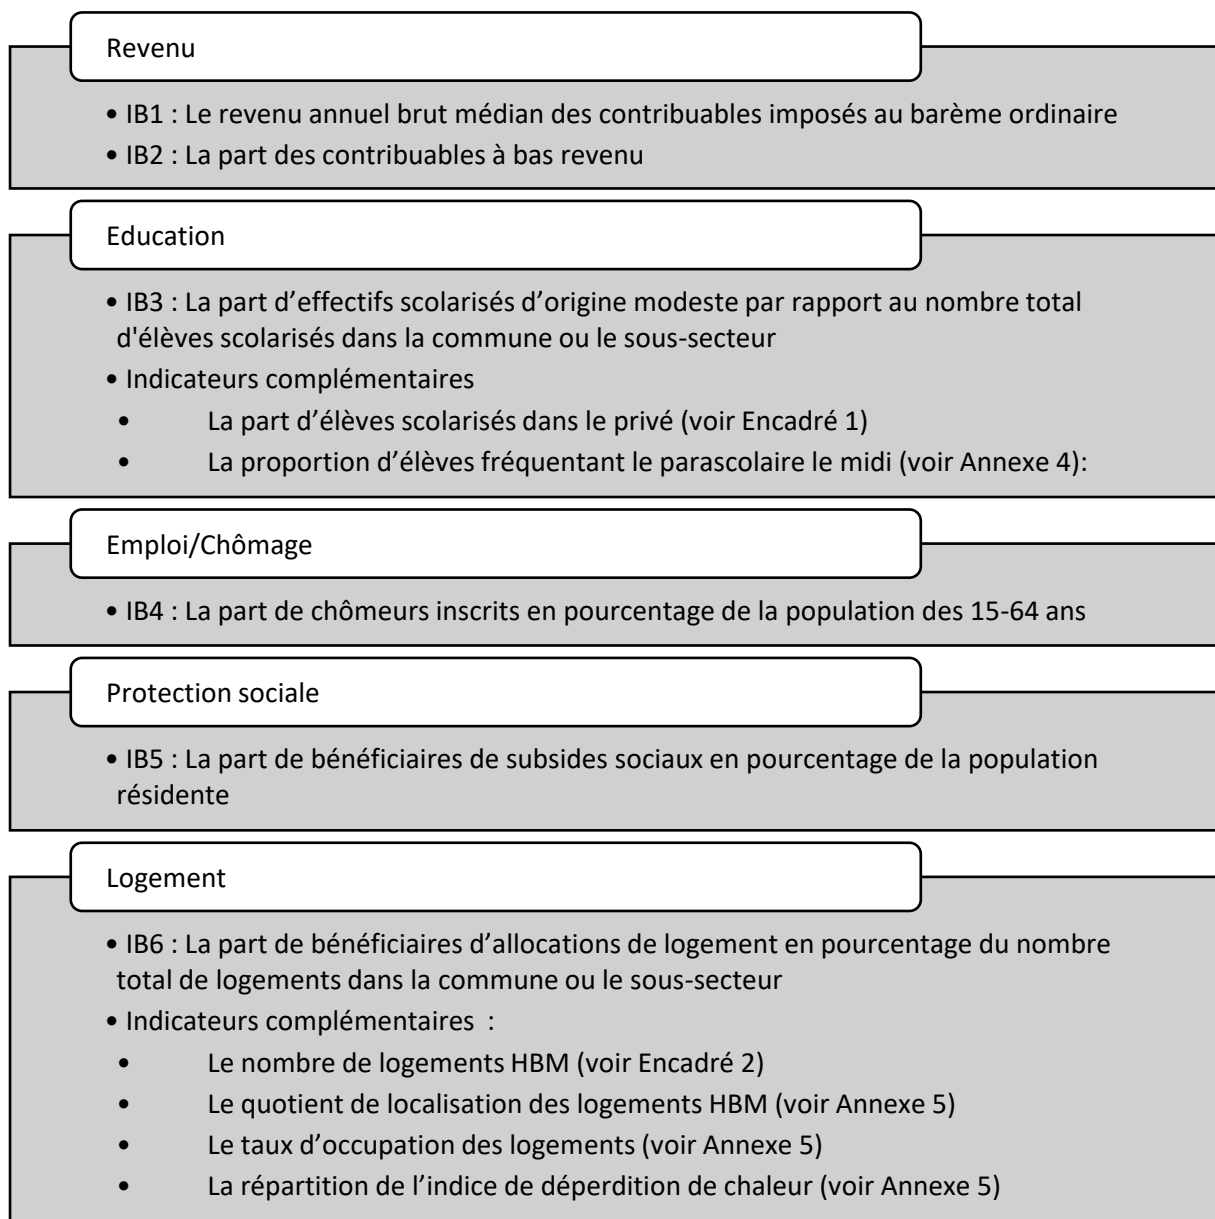 Revenu
• IB1 : Le revenu annuel brut médian des contribuables imposés au barème ordinaire
• IB2 : La part des contribuables à bas revenu
Education
• IB3 : La part d’effectifs scolarisés d’origine modeste par rapport au nombre total
d'élèves scolarisés dans la commune ou le sous-secteur
• Indicateurs complémentaires
• La part d’élèves scolarisés dans le privé (voir Encadré 1)
• La proportion d’élèves fréquentant le parascolaire le midi (voir Annexe 4):
Emploi/Chômage
• IB4 : La part de chômeurs inscrits en pourcentage de la population des 15-64 ans
Protection sociale
• IB5 : La part de bénéficiaires de subsides sociaux en pourcentage de la population
résidente
Logement
• IB6 : La part de bénéficiaires d’allocations de logement en pourcentage du nombre
total de logements dans la commune ou le sous-secteur
• Indicateurs complémentaires :
• Le nombre de logements HBM (voir Encadré 2)
• Le quotient de localisation des logements HBM (voir Annexe 5)
• Le taux d’occupation des logements (voir Annexe 5)
• La répartition de l’indice de déperdition de chaleur (voir Annexe 5)